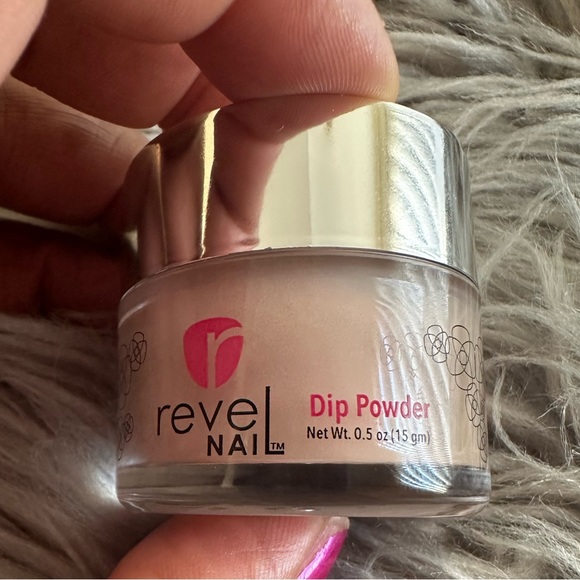 r
revel
NAIL™
Dip Powder
Net Wt. 0.5 oz (15 gm)